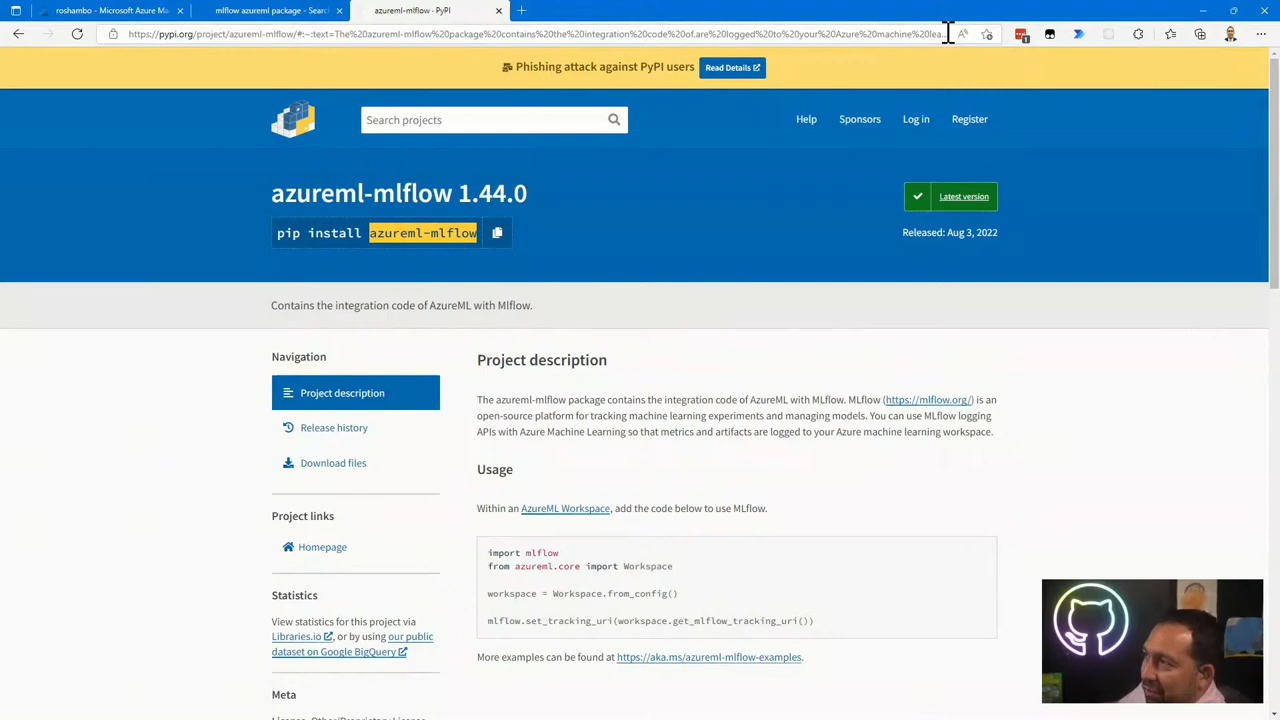 roshambo - Microsoft Azure Ma
mlflow azureml package - Search
azureml-mlflow · PyPI
https://pypi.org/project/azureml-mlflow/#:~:text=The%20azureml-mlflow%20package%20contains%20the%20integration%20code%20of,are%20logged%20to%20your%20Azure%20machine%20lea...
Phishing attack against PyPI users
Read Details
Search projects
Help
Sponsors
Log in
Register
azureml-mlflow 1.44.0
pip install azureml-mlflow
Latest version
Released: Aug 3, 2022
Contains the integration code of AzureML with Mlflow.
Navigation
Project description
Release history
Download files
Project links
Homepage
Statistics
View statistics for this project via
Libraries.io, or by using our public
dataset on Google BigQuery
Meta
License: Other/Proprietary License
Project description
The azureml-mlflow package contains the integration code of AzureML with MLflow. MLflow (https://mlflow.org/) is an
open-source platform for tracking machine learning experiments and managing models. You can use MLflow logging
APIs with Azure Machine Learning so that metrics and artifacts are logged to your Azure machine learning workspace.
Usage
Within an AzureML Workspace, add the code below to use MLflow.
import mlflow
from azureml.core import Workspace
workspace = Workspace.from_config()
mlflow.set_tracking_uri(workspace.get_mlflow_tracking_uri())
More examples can be found at https://aka.ms/azureml-mlflow-examples.